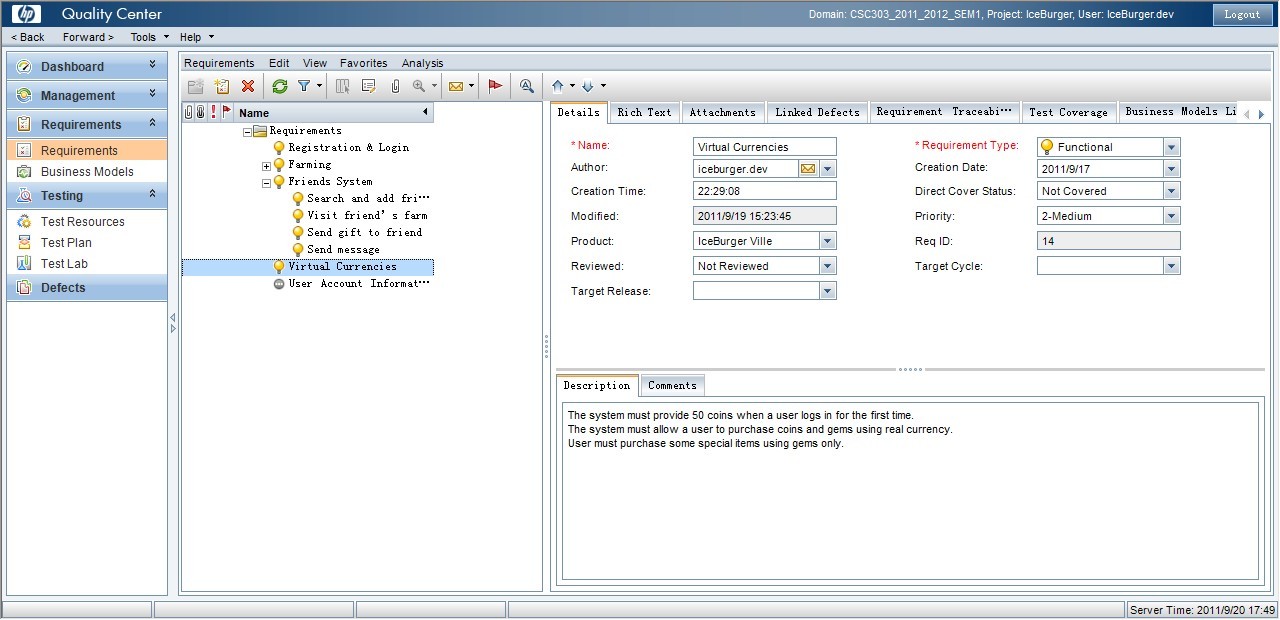 hp Quality Center
Domain: CSC303_2011_2012_SEM1, Project: IceBurger, User: IceBurger.dev
Logout
< Back Forward > Tools Help
Dashboard
Management
Requirements
Requirements
Business Models
Testing
Test Resources
Test Plan
Test Lab
Defects
Requirements Edit View Favorites Analysis
Name
Requirements
Registration & Login
Farming
Friends System
Search and add fri···
Visit friend's farm
Send gift to friend
Send message
Virtual Currencies
User Account Informat···
Details Rich Text Attachments Linked Defects Requirement Traceabi··· Test Coverage Business Models Li
* Name: Virtual Currencies * Requirement Type: Functional
Author: iceburger.dev Creation Date: 2011/9/17
Creation Time: 22:29:08 Direct Cover Status: Not Covered
Modified: 2011/9/19 15:23:45 Priority: 2-Medium
Product: IceBurger Ville Req ID: 14
Reviewed: Not Reviewed Target Cycle:
Target Release:
Description Comments
The system must provide 50 coins when a user logs in for the first time.
The system must allow a user to purchase coins and gems using real currency.
User must purchase some special items using gems only.
Server Time: 2011/9/20 17:49